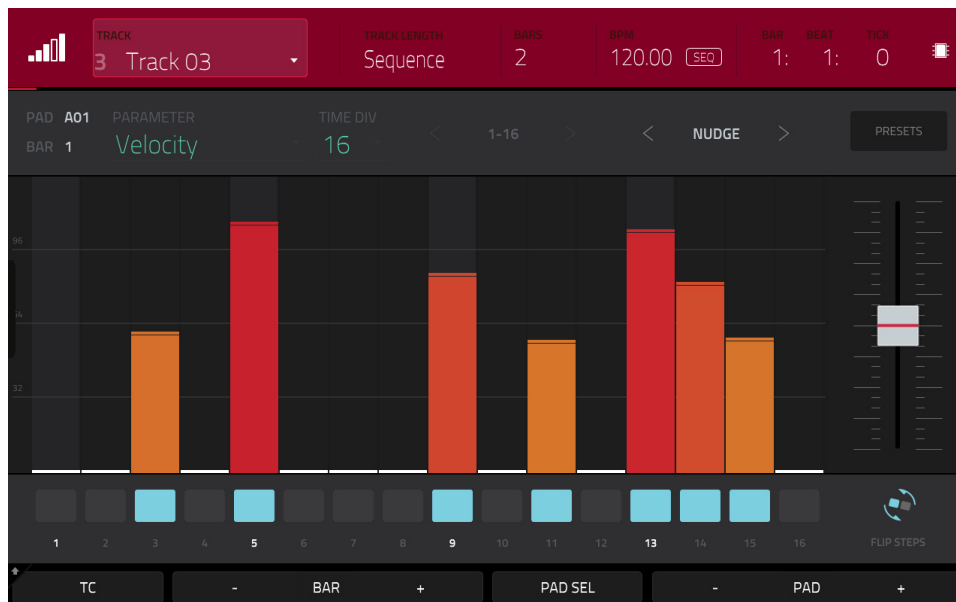 TRACK TRACK LENGTH BARS BPM BAR BEAT TICK
3 Track 03 Sequence 2 120.00 SEQ 1: 1: 0
PAD A01 PARAMETER TIME DIV
BAR 1 Velocity 16 < 1-16 > < NUDGE > PRESETS
96
64
32
1 2 3 4 5 6 7 8 9 10 11 12 13 14 15 16 FLIP STEPS
TC - BAR + PAD SEL - PAD +